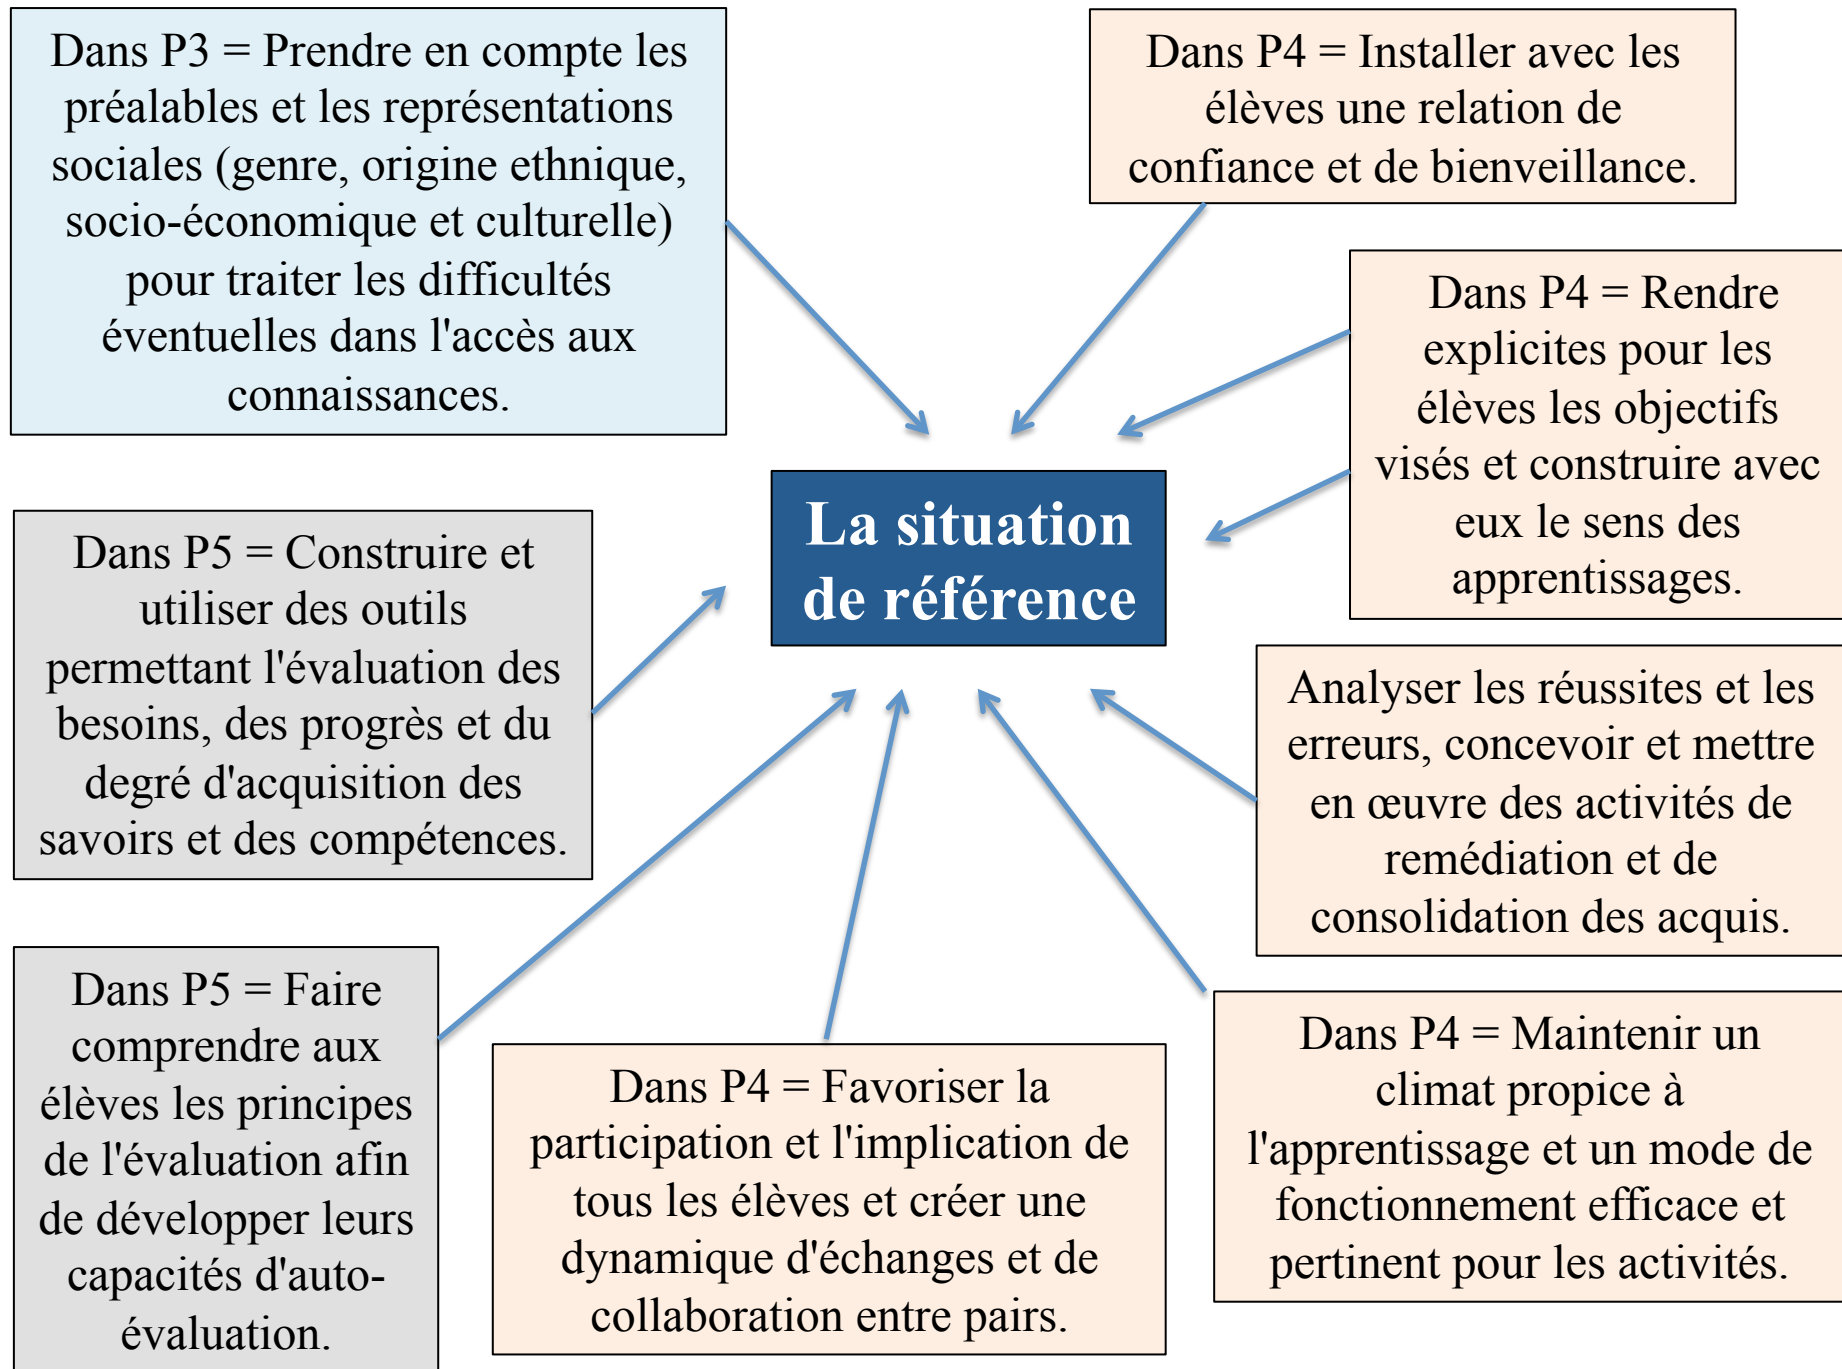 Dans P3 = Prendre en compte les
préalables et les représentations
sociales (genre, origine ethnique,
socio-économique et culturelle)
pour traiter les difficultés
éventuelles dans l'accès aux
connaissances.
Dans P4 = Installer avec les
élèves une relation de
confiance et de bienveillance.
Dans P4 = Rendre
explicites pour les
élèves les objectifs
visés et construire avec
eux le sens des
apprentissages.
La situation
de référence
Dans P5 = Construire et
utiliser des outils
permettant l'évaluation des
besoins, des progrès et du
degré d'acquisition des
savoirs et des compétences.
Analyser les réussites et les
erreurs, concevoir et mettre
en œuvre des activités de
remédiation et de
consolidation des acquis.
Dans P5 = Faire
comprendre aux
élèves les principes
de l'évaluation afin
de développer leurs
capacités d'auto-
évaluation.
Dans P4 = Favoriser la
participation et l'implication de
tous les élèves et créer une
dynamique d'échanges et de
collaboration entre pairs.
Dans P4 = Maintenir un
climat propice à
l'apprentissage et un mode de
fonctionnement efficace et
pertinent pour les activités.